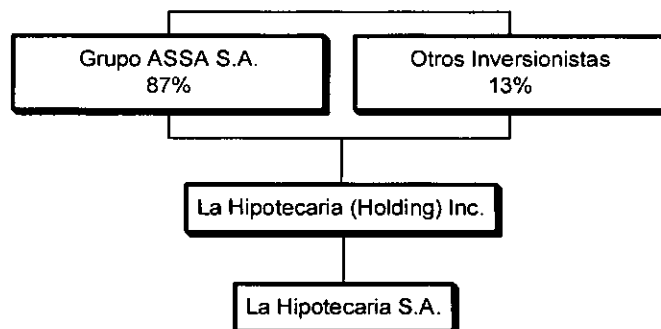 Grupo ASSA S.A.
87%
Otros Inversionistas
13%
La Hipotecaria (Holding) Inc.
La Hipotecaria S.A.